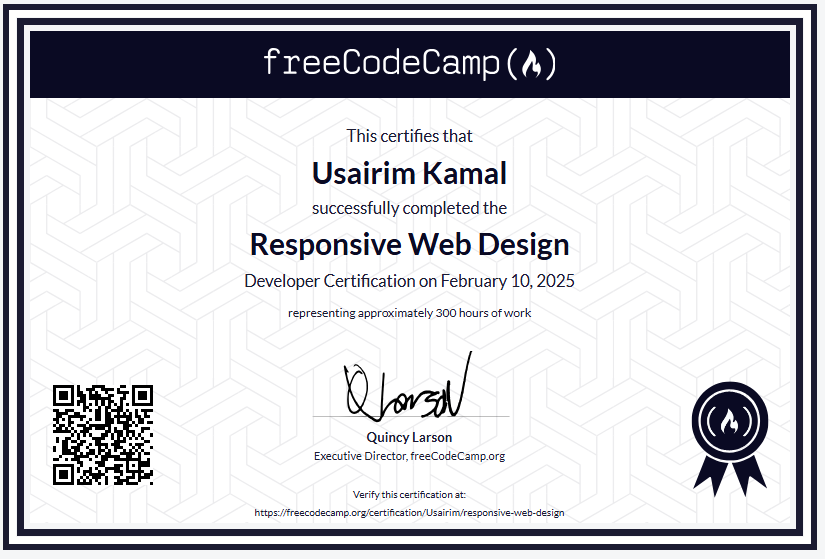 freeCodeCamp(🔥)
This certifies that
Usairim Kamal
successfully completed the
Responsive Web Design
Developer Certification on February 10, 2025
representing approximately 300 hours of work
Q Larson
Quincy Larson
Executive Director, freeCodeCamp.org
Verify this certification at:
https://freecodecamp.org/certification/Usairim/responsive-web-design